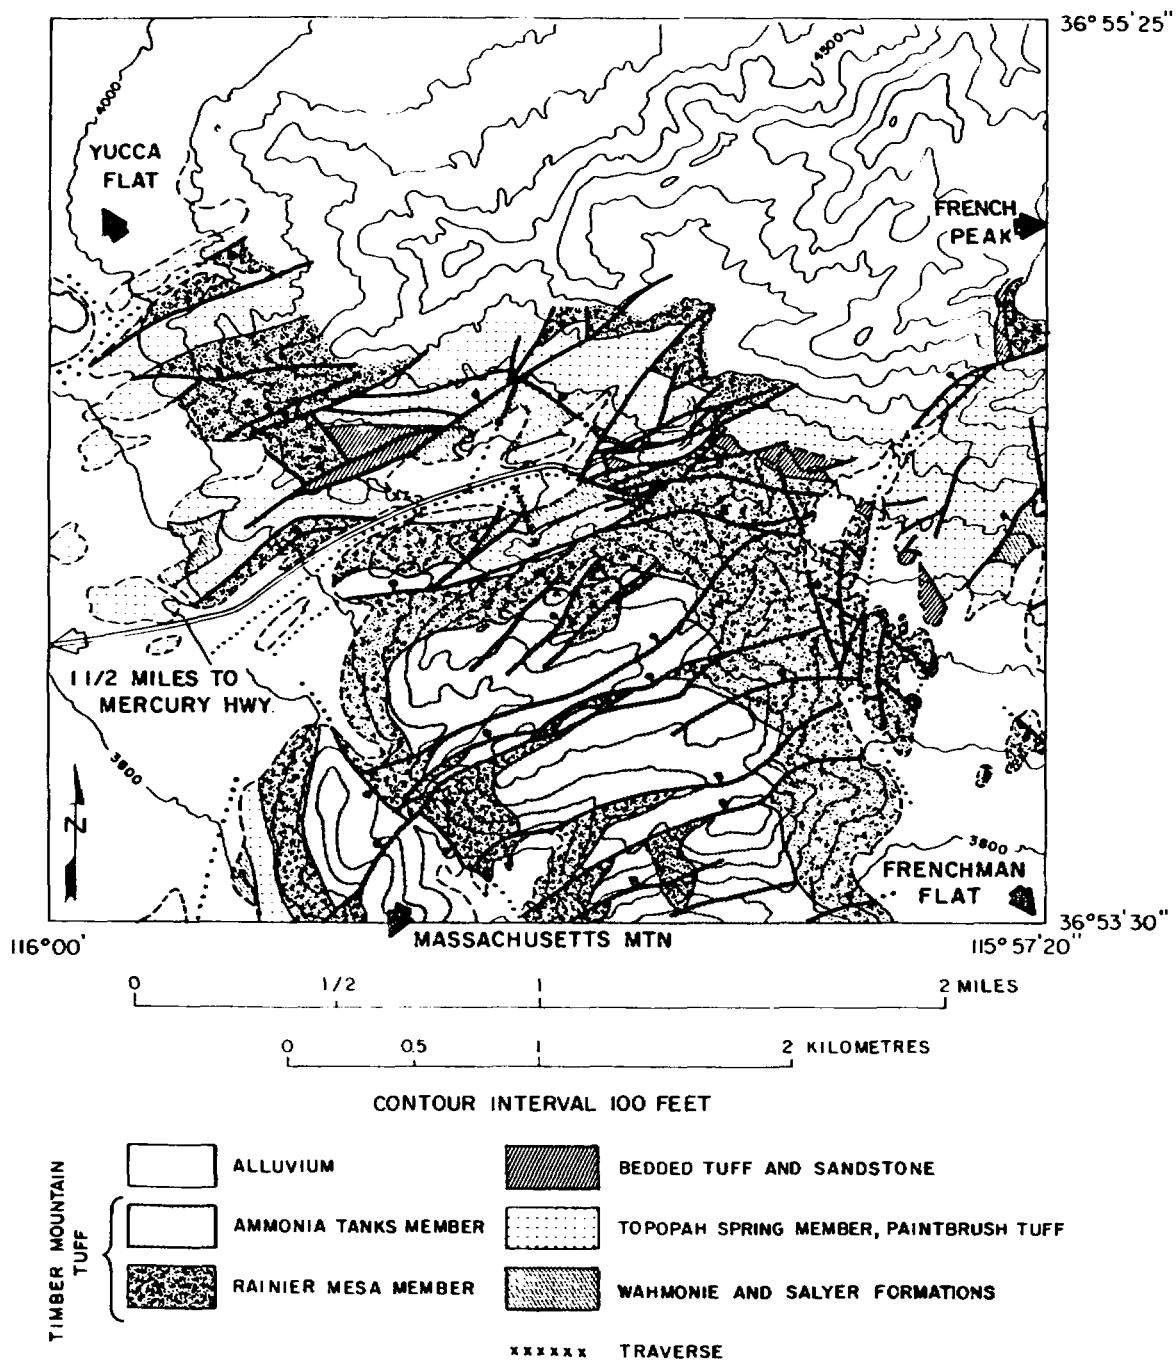 36°55'25"
4500
4000
YUCCA
FLAT
FRENCH
PEAK
11/2 MILES TO
MERCURY HWY.
3800
N
3800
FRENCHMAN
FLAT
36°53'30"
116°00'
MASSACHUSETTS MTN
115°57'20"
0 1/2 1 2 MILES
0 0.5 1 2 KILOMETRES
CONTOUR INTERVAL 100 FEET
TIMBER MOUNTAIN
TUFF
ALLUVIUM
AMMONIA TANKS MEMBER
RAINIER MESA MEMBER
BEDDED TUFF AND SANDSTONE
TOPOPAH SPRING MEMBER, PAINTBRUSH TUFF
WAHMONIE AND SALYER FORMATIONS
xxxxxx TRAVERSE